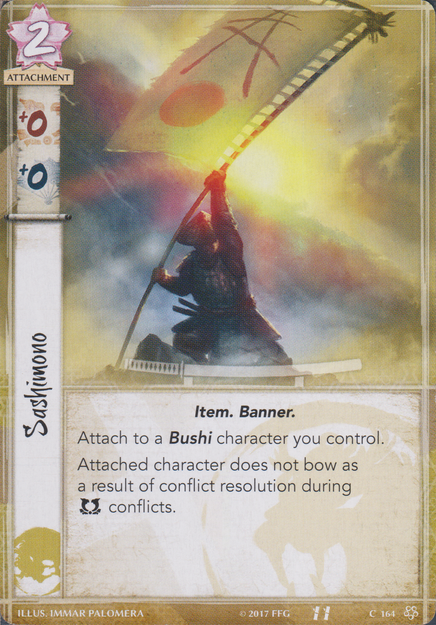 2
ATTACHMENT
+0
+0
Sashimono
Item. Banner.
Attach to a Bushi character you control.
Attached character does not bow as
a result of conflict resolution during
conflicts.
ILLUS. IMMAR PALOMERA
© 2017 FFG
C 164